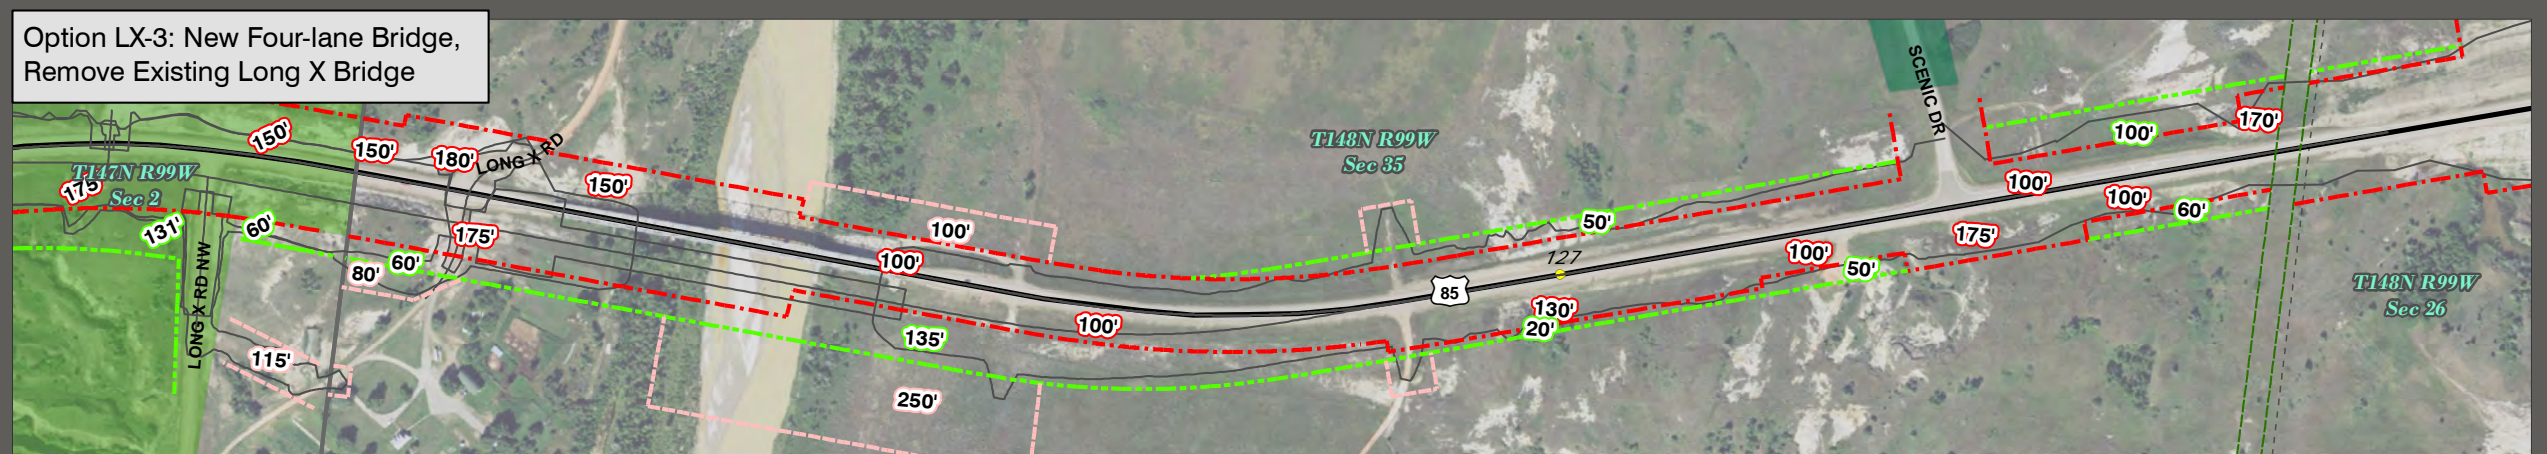 Option LX-3: New Four-lane Bridge,
Remove Existing Long X Bridge
150'
150'
180'
LONG X RD
150'
T147N R99W
Sec 2
175'
131'
60'
LONG X RD NW
175'
60'
80'
115'
100'
100'
100'
135'
250'
T148N R99W
Sec 35
50'
127
85
130'
20'
SCENIC DR
100'
170'
100'
100'
60'
175'
100'
50'
T148N R99W
Sec 26